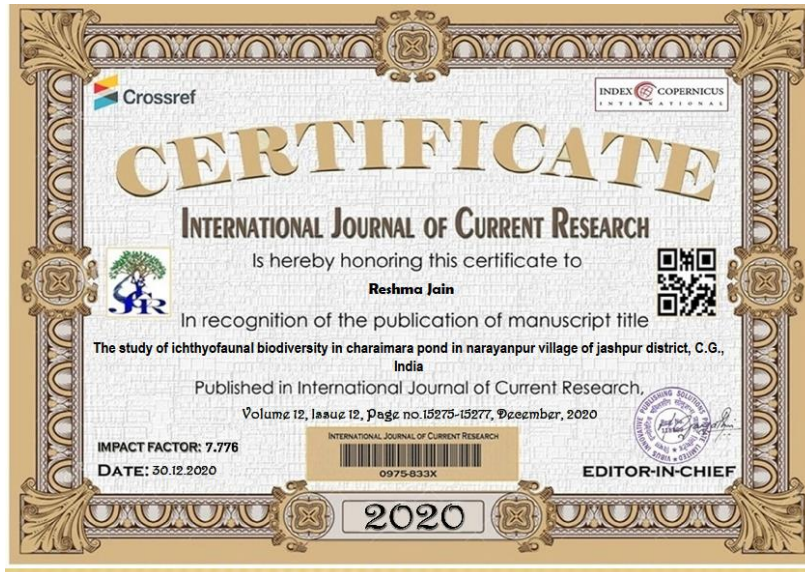 Crossref
INDEX COPERNICUS
INTERNATIONAL
CERTIFICATE
INTERNATIONAL JOURNAL OF CURRENT RESEARCH
Is hereby honoring this certificate to
Reshma Jain
In recognition of the publication of manuscript title
The study of ichthyofaunal biodiversity in charaimara pond in narayanpur village of jashpur district, C.G.,
India
Published in International Journal of Current Research,
Volume 12, Issue 12, Page no.15275-15277, December, 2020
IMPACT FACTOR: 7.776
DATE: 30.12.2020
INTERNATIONAL JOURNAL OF CURRENT RESEARCH
0975-833X
EDITOR-IN-CHIEF
2020